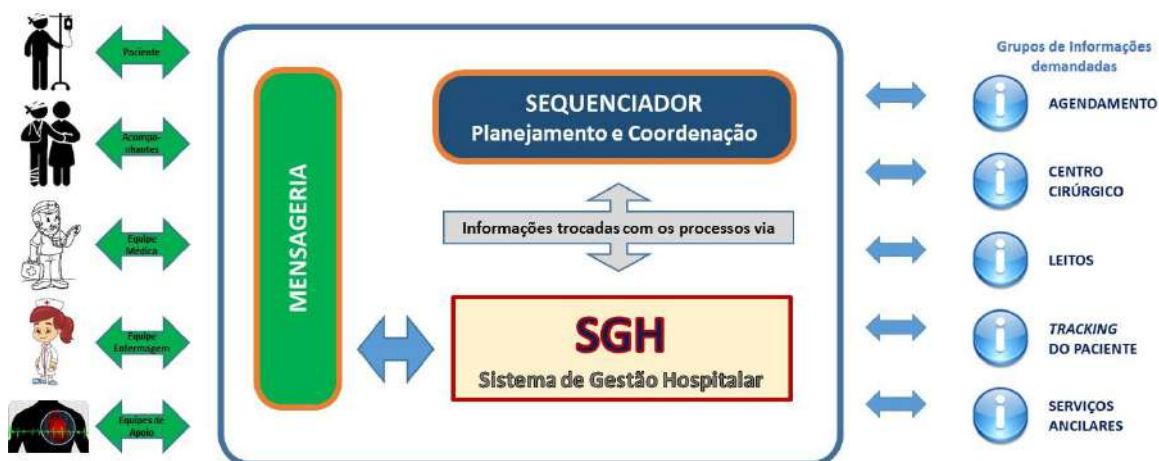 Paciente
Acompa-
nhantes
Equipe
Médica
Equipe
Enfermagem
Equipes de
Apoio
MENSAGERIA
SEQUENCIADOR
Planejamento e Coordenação
Informações trocadas com os processos via
SGH
Sistema de Gestão Hospitalar
Grupos de Informações
demandadas
AGENDAMENTO
CENTRO
CIRÚRGICO
LEITOS
TRACKING
DO PACIENTE
SERVIÇOS
ANCILARES